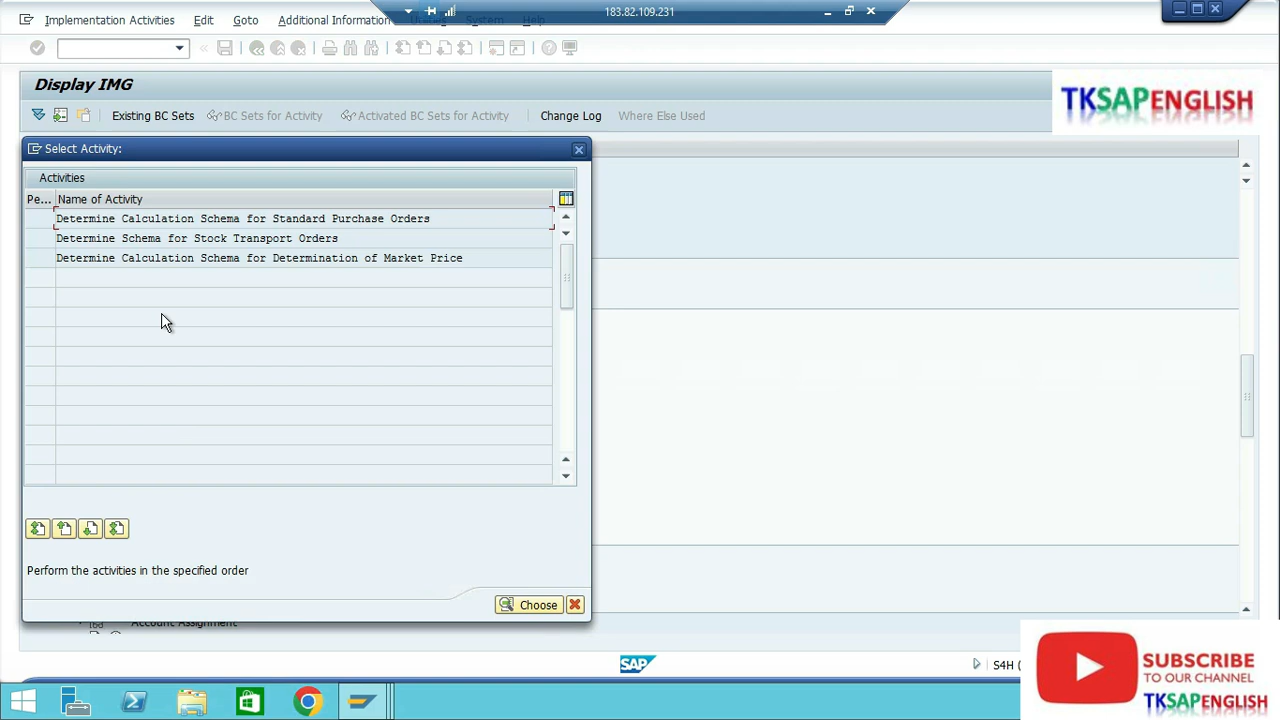 Implementation Activities Edit Goto Additional Information Utilities System Help
183.82.109.231
Display IMG
Existing BC Sets BC Sets for Activity Activated BC Sets for Activity Change Log Where Else Used
TKSAPENGLISH
Select Activity:
Activities
Pe... Name of Activity
Determine Calculation Schema for Standard Purchase Orders
Determine Schema for Stock Transport Orders
Determine Calculation Schema for Determination of Market Price
Perform the activities in the specified order
Choose
Account Assignment
SAP
S4H (
SUBSCRIBE
TO OUR CHANNEL
TKSAPENGLISH